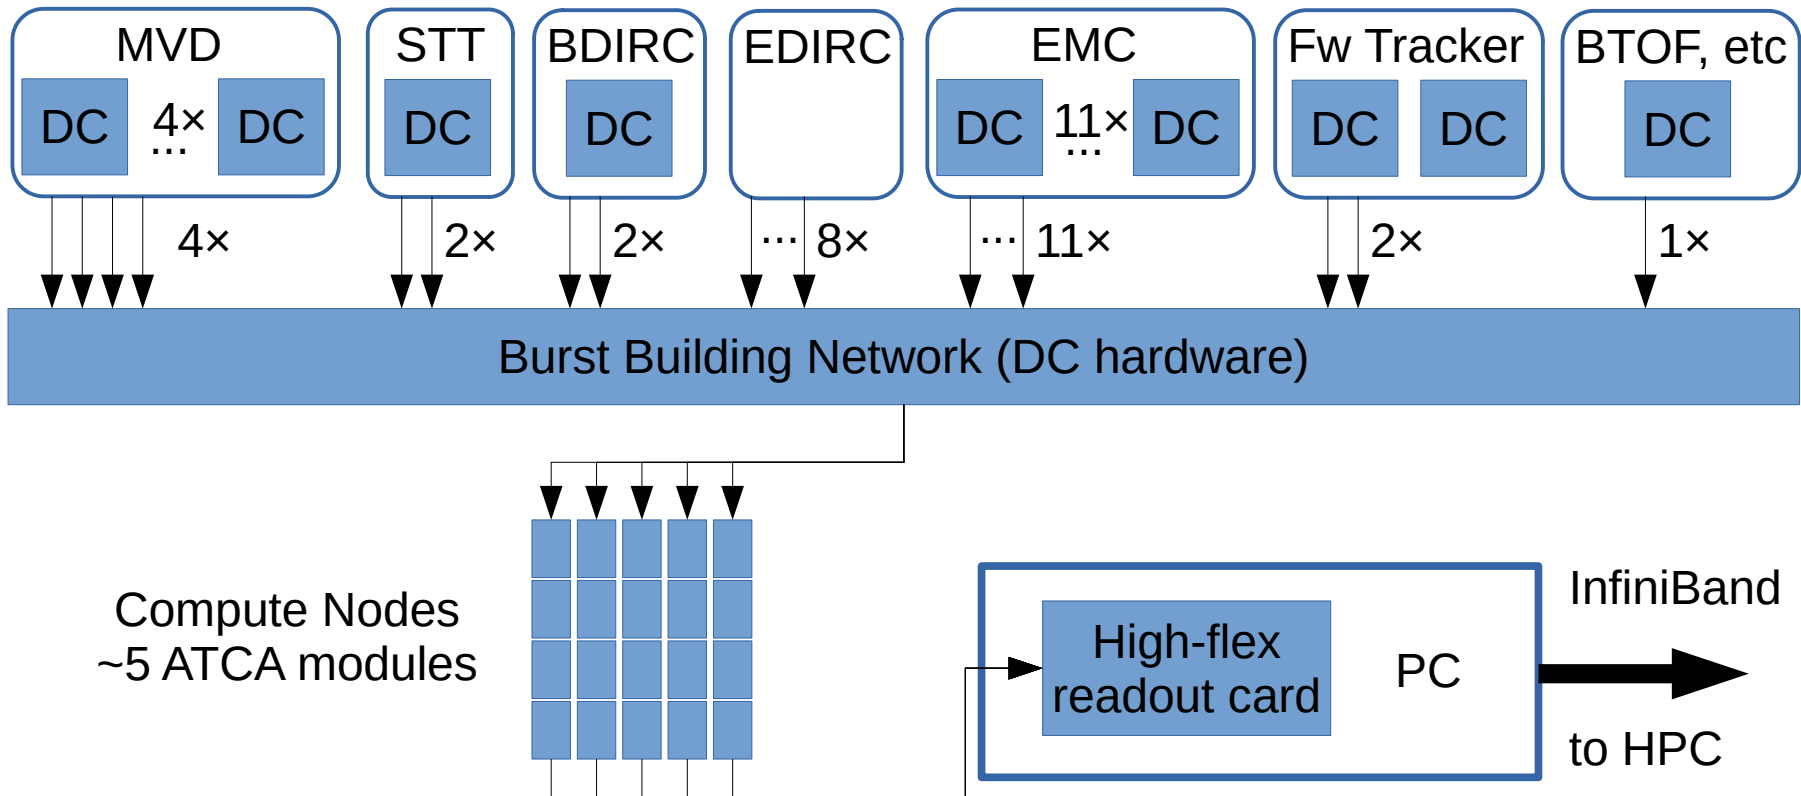 MVD
STT
BDIRC
EDIRC
EMC
Fw Tracker
BTOF, etc
DC
4×
...
DC
DC
DC
DC
11×
...
DC
DC
DC
DC
4×
2×
2×
... 8×
... 11×
2×
1×
Burst Building Network (DC hardware)
Compute Nodes
~5 ATCA modules
High-flex
readout card
PC
InfiniBand
to HPC